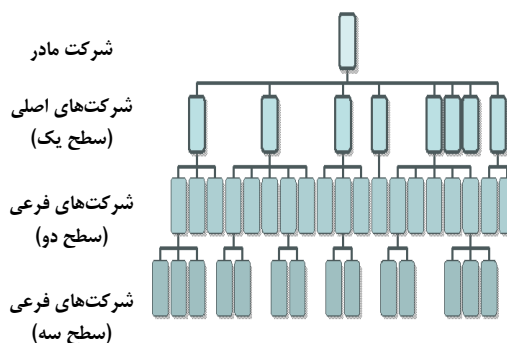 شرکت مادر
شرکت‌های اصلی
(سطح یک)
شرکت‌های فرعی
(سطح دو)
شرکت‌های فرعی
(سطح سه)